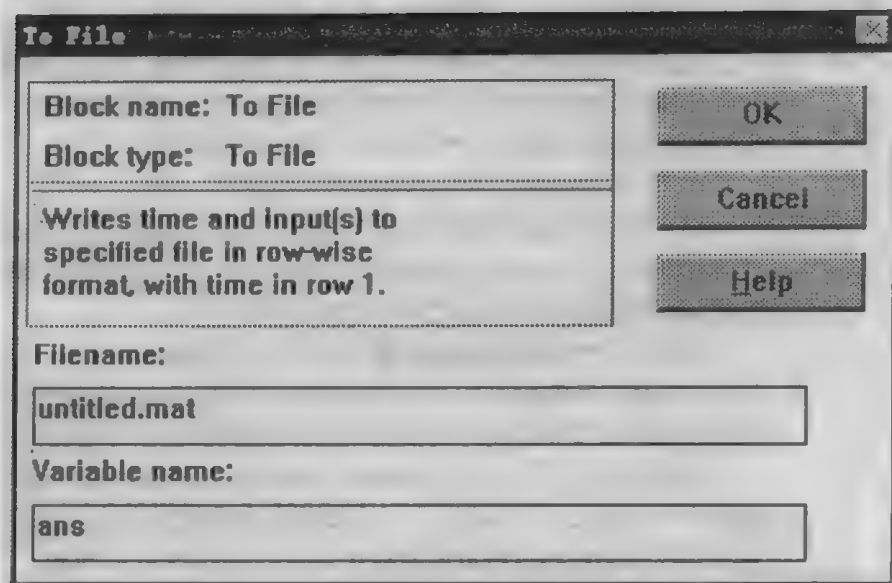 To File
Block name: To File
Block type: To File
Writes time and input(s) to
specified file in row-wise
format, with time in row 1.
OK
Cancel
Help
Filename:
untitled.mat
Variable name:
ans